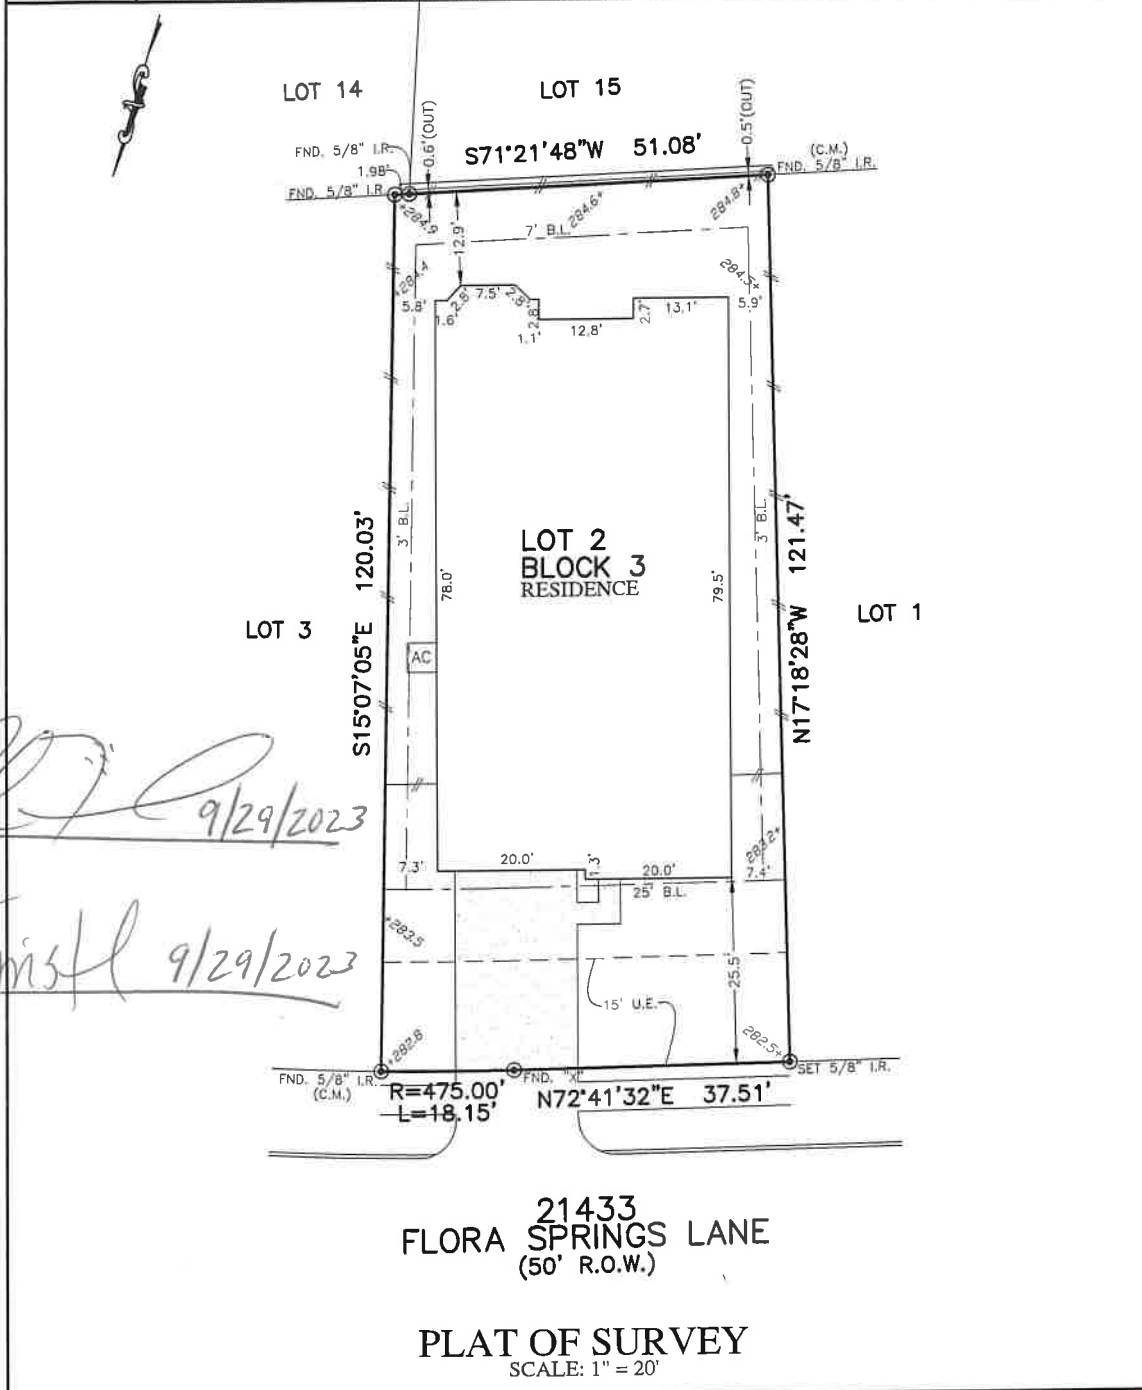 LOT 14
LOT 15
0.6'(OUT)
0.5'(OUT)
S71°21'48"W 51.08'
FND. 5/8" I.R.
1.98'
FND. 5/8" I.R.
(C.M.)
FND. 5/8" I.R.
+284.9
284.6+
284.8+
7' B.L.
12.9'
+284.4
284.5+
5.8'
1.6'
2.8'
7.5'
2.8'
2.8'
1.1'
12.8'
2.7'
13.1'
5.9'
3' B.L.
3' B.L.
S15°07'05"E 120.03'
N17°18'28"W 121.47'
78.0'
79.5'
LOT 2
BLOCK 3
RESIDENCE
LOT 3
LOT 1
AC
9/29/2023
7.3'
20.0'
1.3'
20.0'
283.2+
7.4'
25' B.L.
+283.5
9/29/2023
25.5'
15' U.E.
+282.8
282.5+
FND. 5/8" I.R.
(C.M.)
FND. "X"
SET 5/8" I.R.
R=475.00'
L=18.15'
N72°41'32"E 37.51'
21433
FLORA SPRINGS LANE
(50' R.O.W.)
PLAT OF SURVEY
SCALE: 1" = 20'